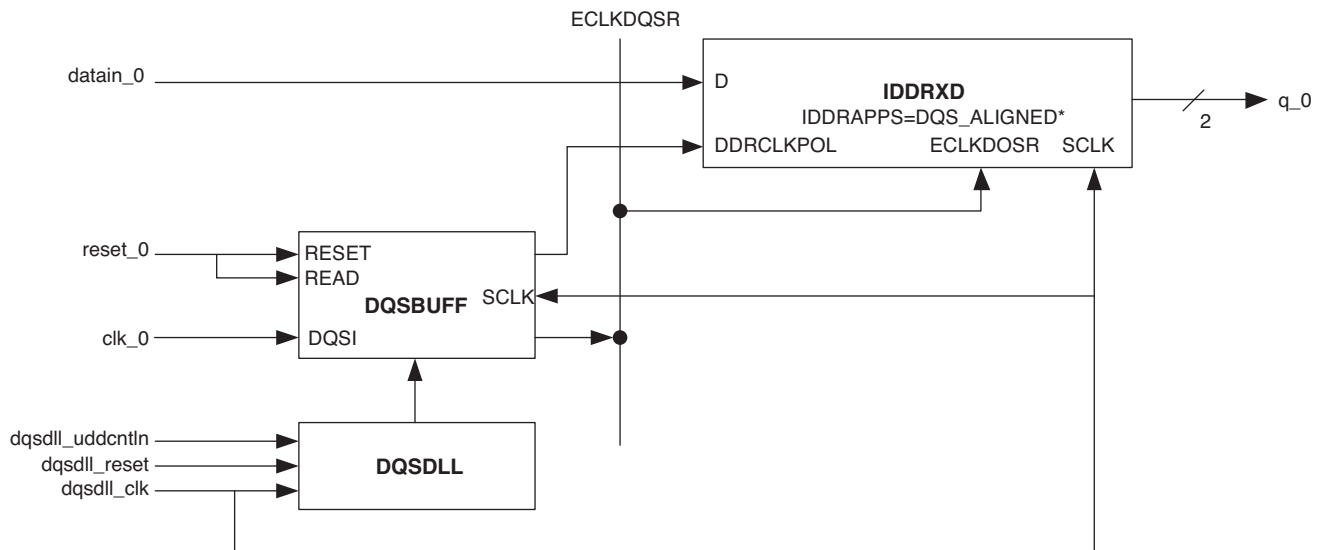 ECLKDQSR
datain_0
D
IDDRXD
IDDRAPPS=DQS_ALIGNED*
q_0
2
DDRCLKPOL
ECLKDOSR
SCLK
reset_0
RESET
READ
SCLK
DQSBUFF
clk_0
DQSI
dqsdll_uddcntln
dqsdll_reset
dqsdll_clk
DQSDLL